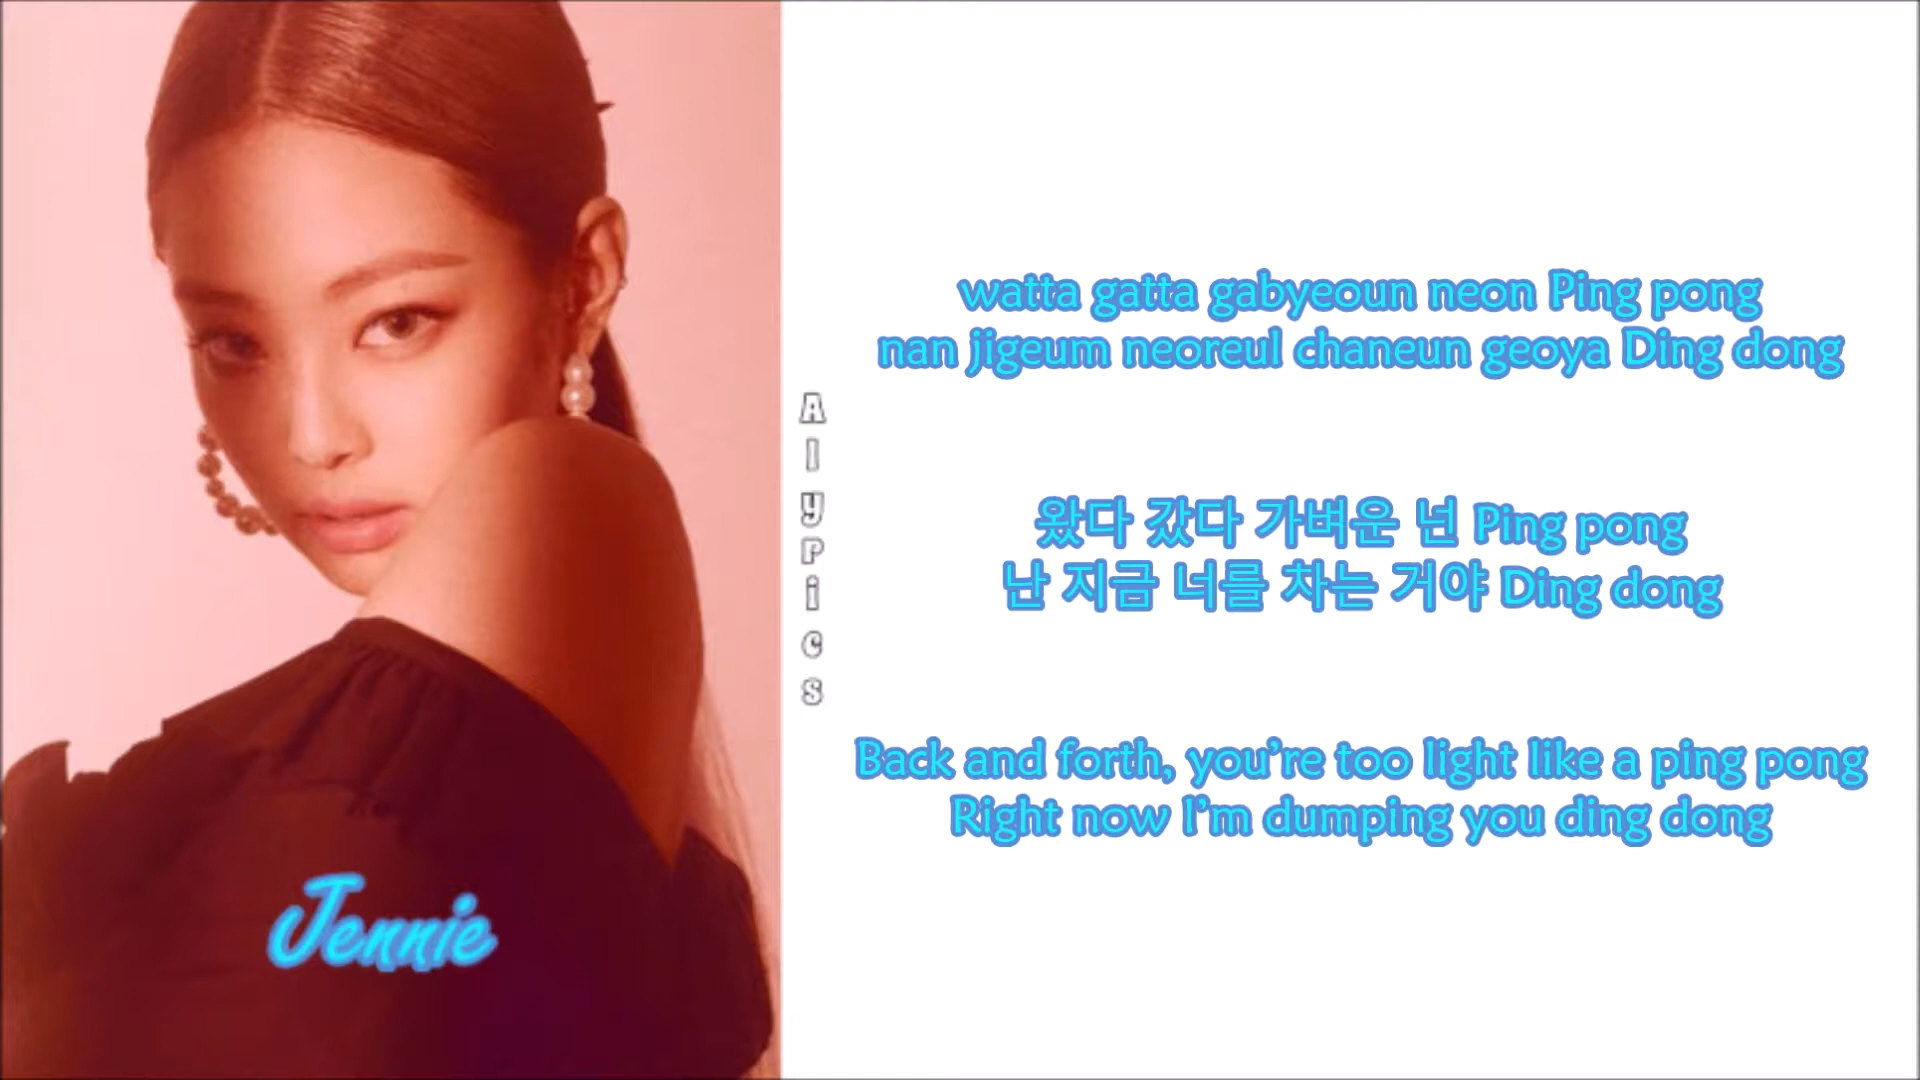 watta gatta gabyeoun neon Ping pong
nan jigeum neoreul chaneun geoya Ding dong
왔다 갔다 가벼운 넌 Ping pong
난 지금 너를 차는 거야 Ding dong
Back and forth, you're too light like a ping pong
Right now I'm dumping you ding dong
AlyPics
Jennie